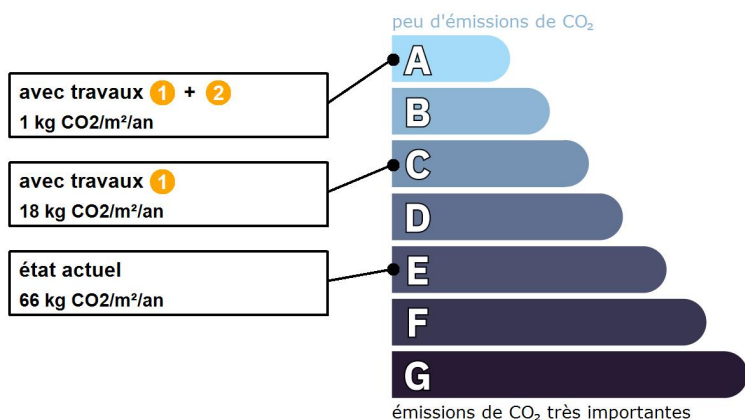 peu d'émissions de CO₂
A
avec travaux 1 + 2
1 kg CO2/m²/an
B
avec travaux 1
18 kg CO2/m²/an
C
D
état actuel
66 kg CO2/m²/an
E
F
G
émissions de CO₂ très importantes